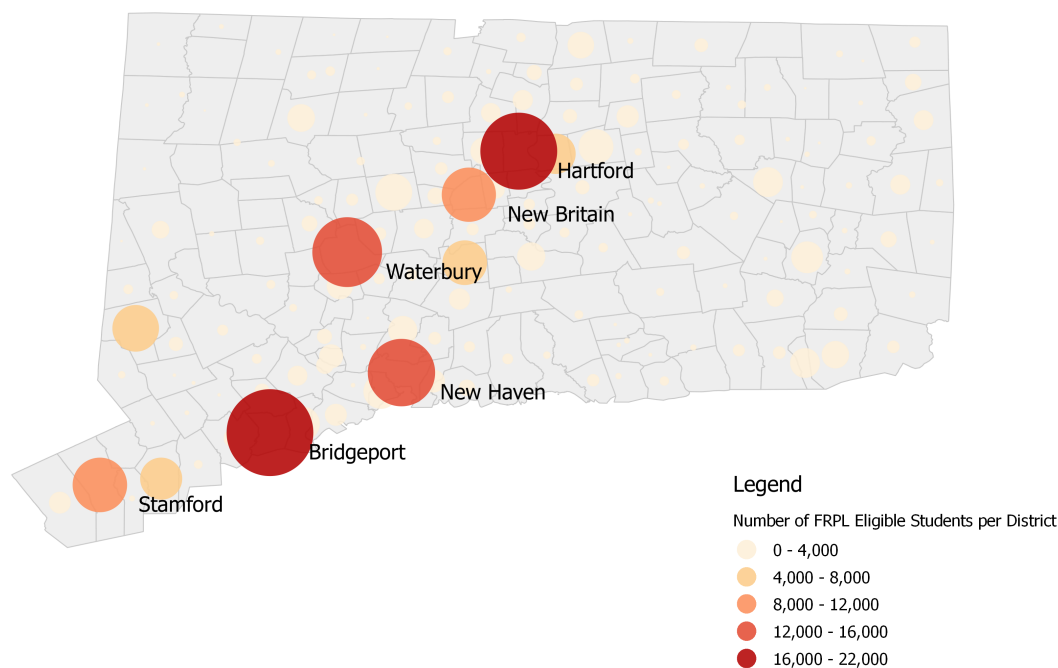 Hartford
New Britain
Waterbury
New Haven
Bridgeport
Stamford
Legend
Number of FRPL Eligible Students per District
0 - 4,000
4,000 - 8,000
8,000 - 12,000
12,000 - 16,000
16,000 - 22,000